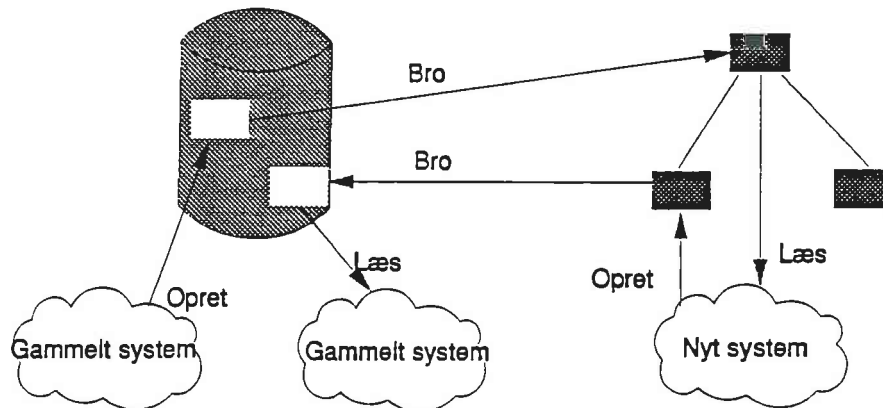 Bro
Bro
Læs
Læs
Opret
Opret
Gammelt system
Gammelt system
Nyt system